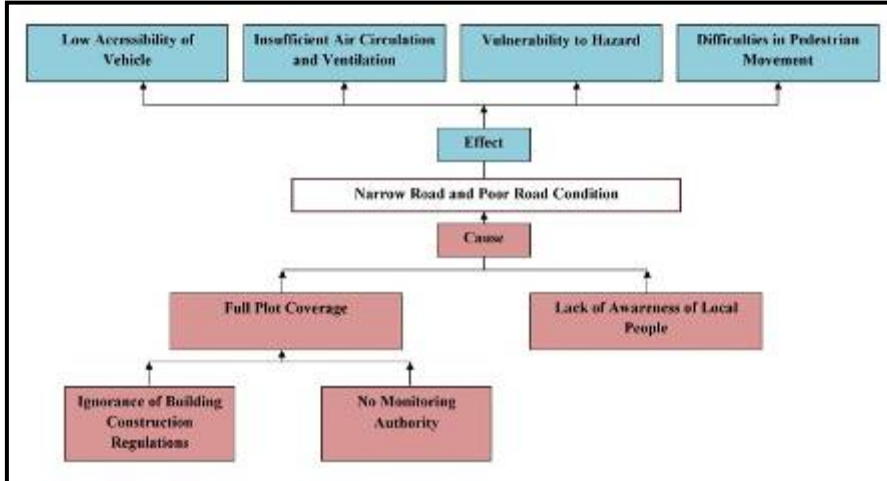 Low Accessibility of
Vehicle
Insufficient Air Circulation
and Ventilation
Vulnerability to Hazard
Difficulties in Pedestrian
Movement
Effect
Narrow Road and Poor Road Condition
Cause
Full Plot Coverage
Lack of Awareness of Local
People
Ignorance of Building
Construction
Regulations
No Monitoring
Authority